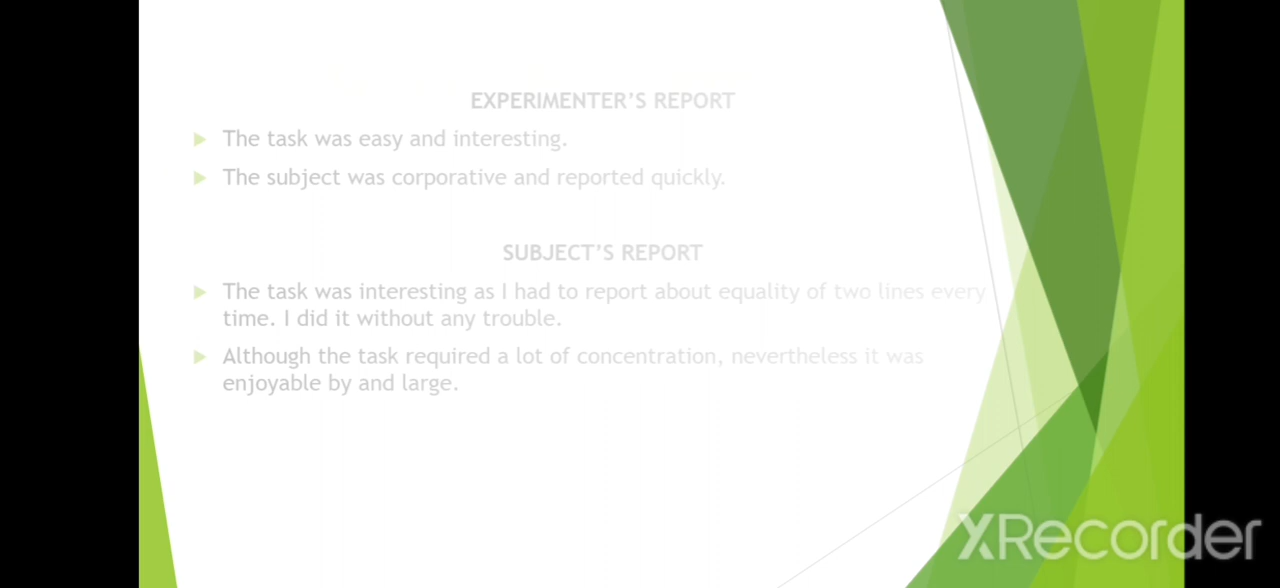 EXPERIMENTER'S REPORT
The task was easy and interesting.
The subject was corporative and reported quickly.
SUBJECT'S REPORT
The task was interesting as I had to report about equality of two lines every
time. I did it without any trouble.
Although the task required a lot of concentration, nevertheless it was
enjoyable by and large.
XRecorder